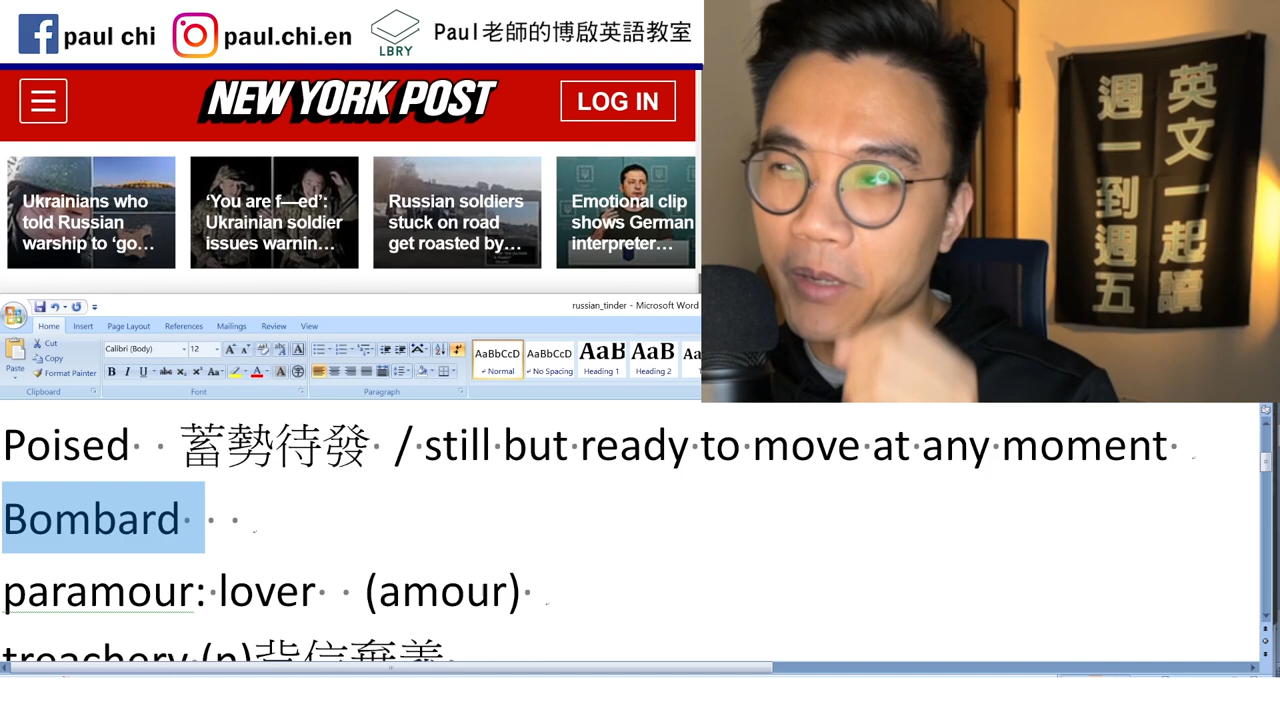 paul chi
paul.chi.en
LBRY
Paul老師的博啟英語教室
NEW YORK POST
LOG IN
Ukrainians who
told Russian
warship to ‘go…
‘You are f—ed’:
Ukrainian soldier
issues warnin…
Russian soldiers
stuck on road
get roasted by…
Emotional clip
shows German
interpreter…
英文一起讀
週一到週五
russian_tinder - Microsoft Word
Home Insert Page Layout References Mailings Review View
Paste
Cut
Copy
Format Painter
Calibri (Body) 12
AaBbCcD AaBbCcD AaB AaB
Normal No Spacing Heading 1 Heading 2
Clipboard Font Paragraph
Poised 蓄勢待發 / still but ready to move at any moment
Bombard
paramour: lover (amour)
treachery (n)背信棄義